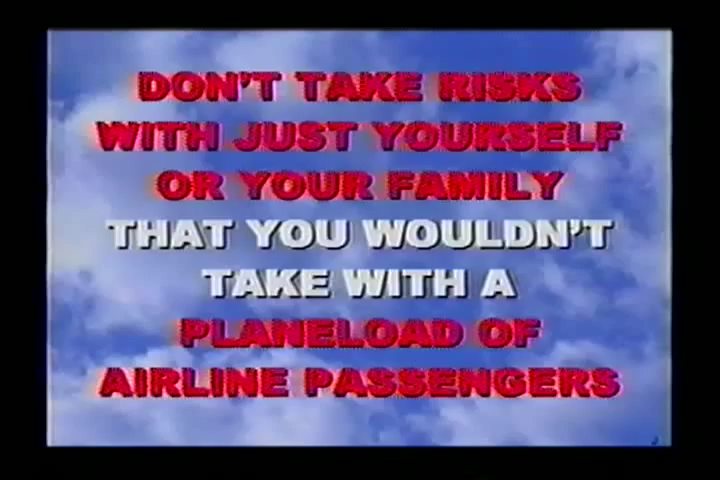 DON'T TAKE RISKS
WITH JUST YOURSELF
OR YOUR FAMILY
THAT YOU WOULDN'T
TAKE WITH A
PLANELOAD OF
AIRLINE PASSENGERS